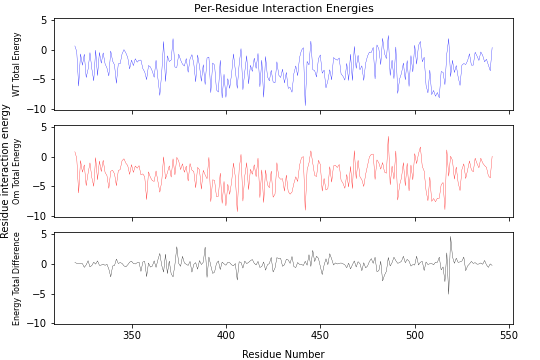 Per-Residue Interaction Energies
Residue interaction energy
WT Total Energy
5
0
−5
−10
Om Total Energy
5
0
−5
−10
Energy Total Difference
5
0
−5
−10
350
400
450
500
550
Residue Number